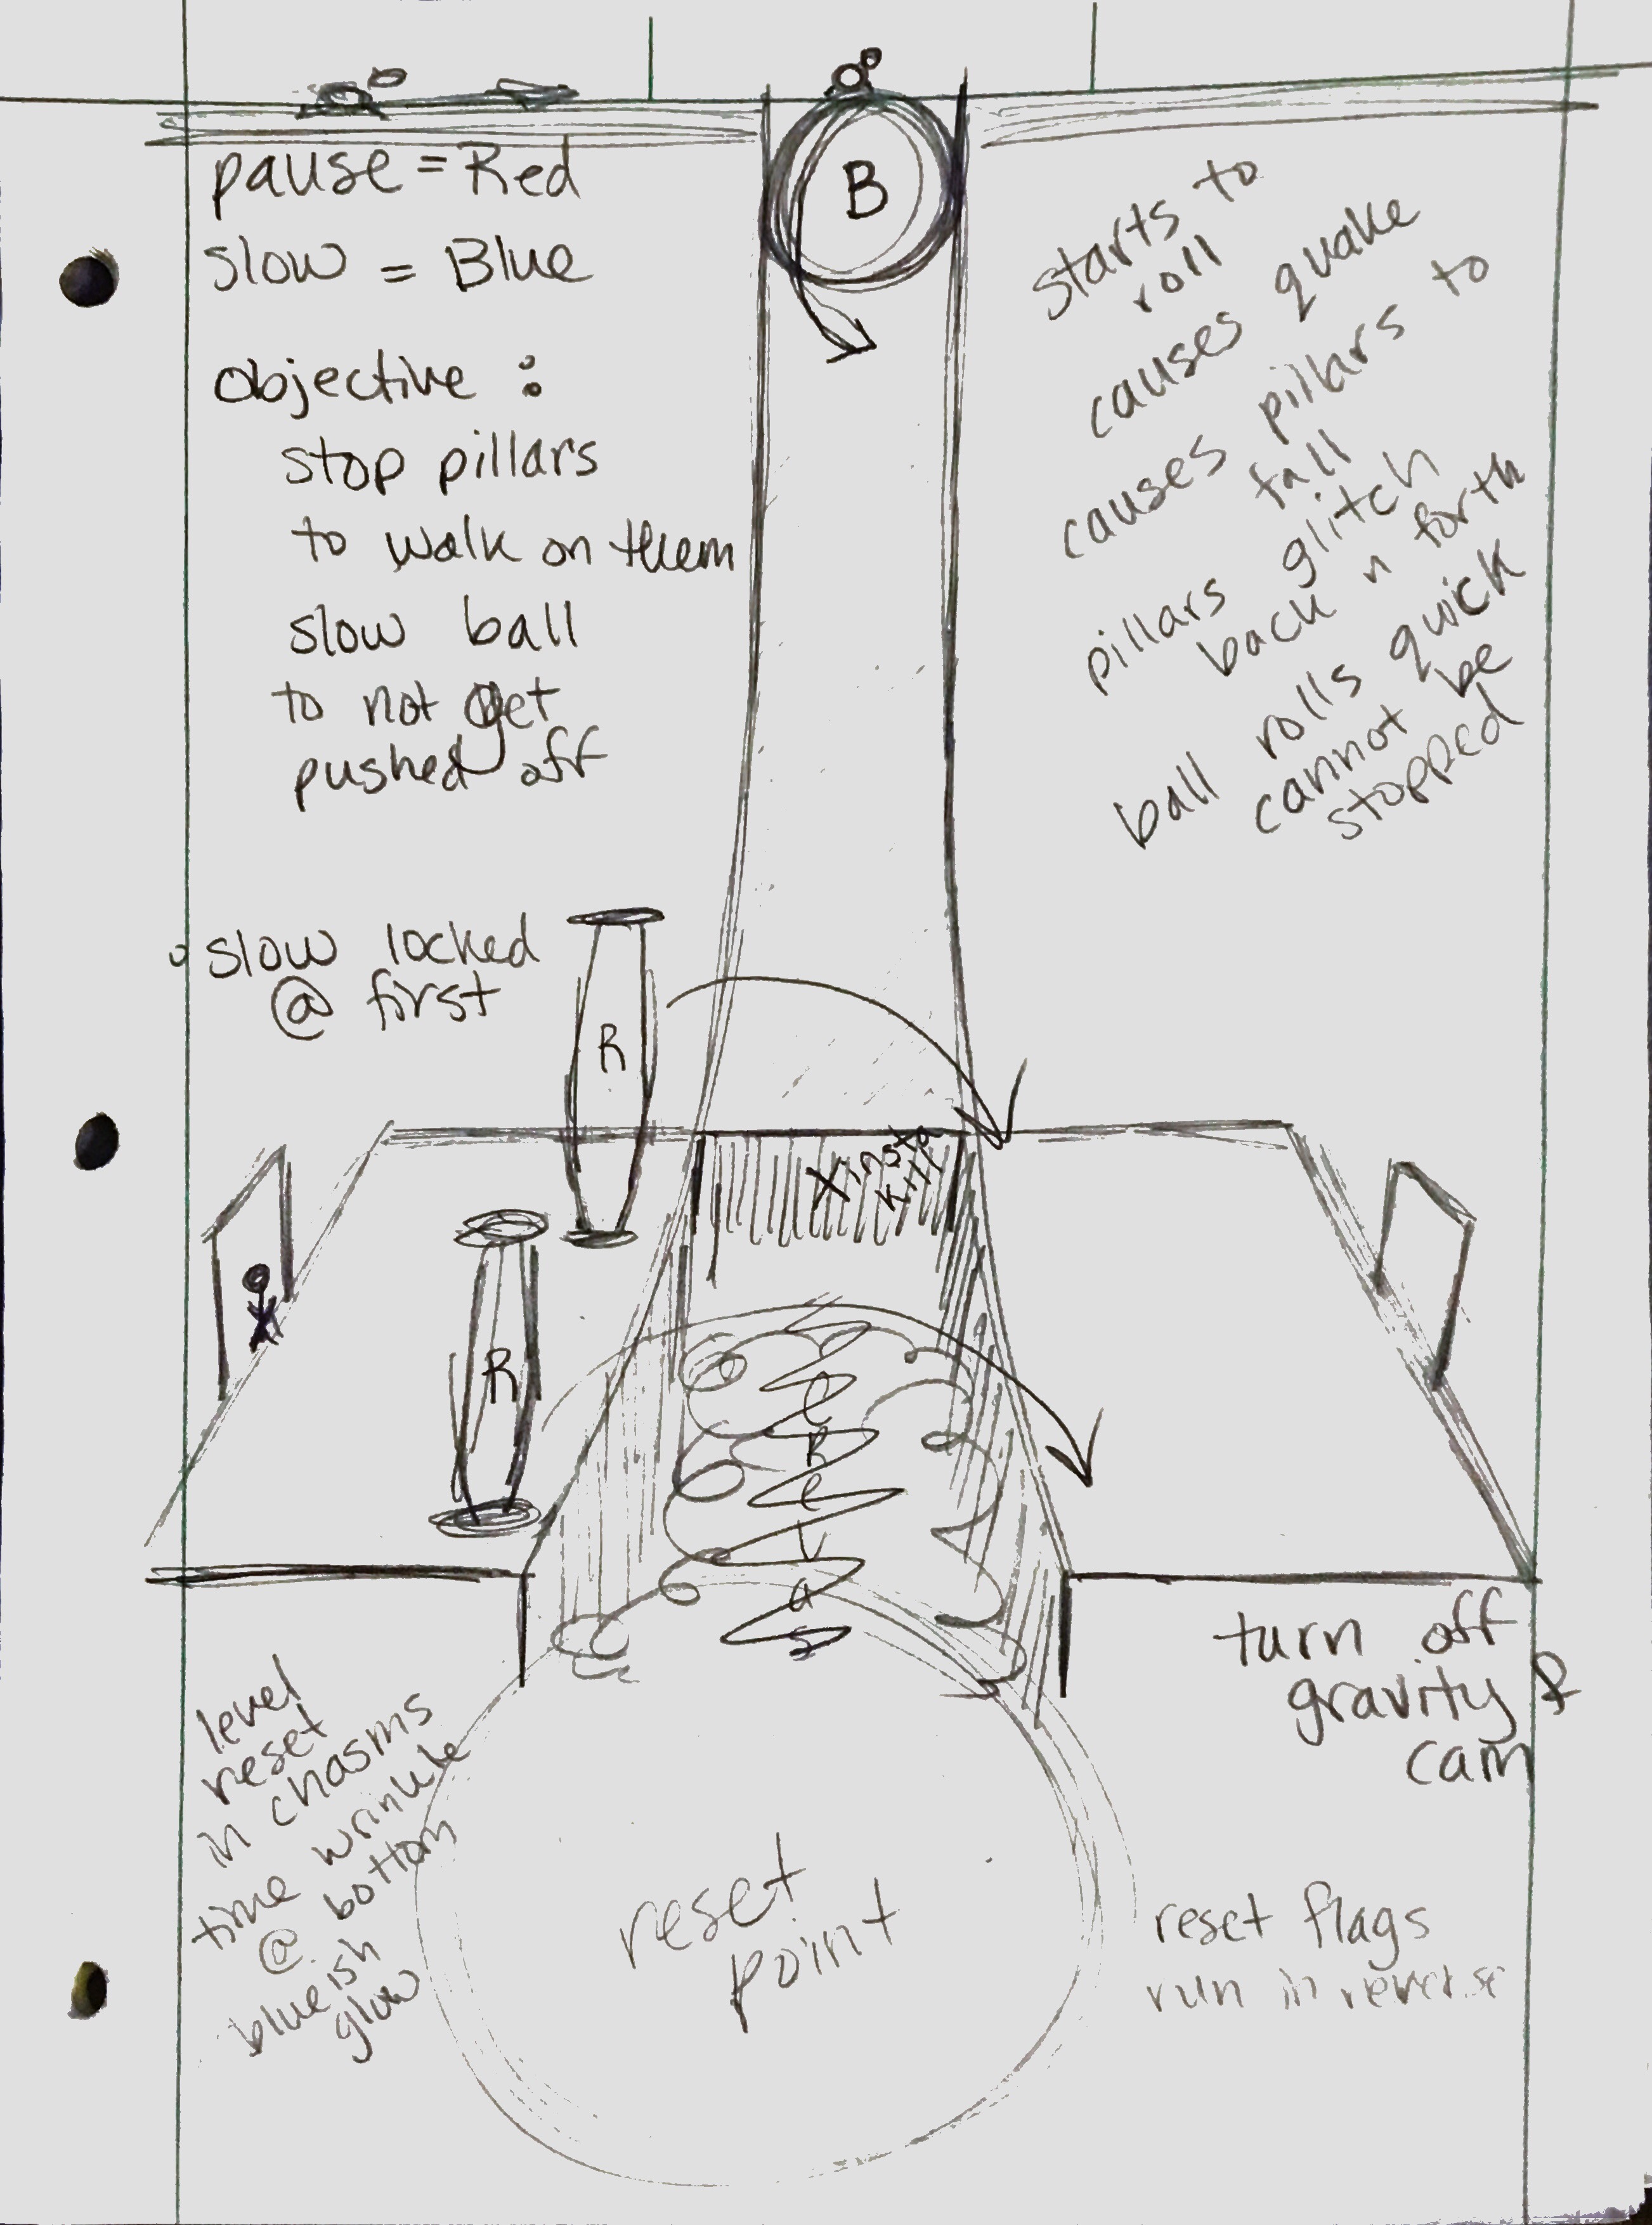 pause = Red
slow = Blue
objective :
stop pillars
to walk on them
slow ball
to not get
pushed off
B
starts to
roll
causes quake
causes pillars to
fall
pillars glitch
back n forth
ball rolls quick
cannot be
stopped
slow locked
@ first
R
R
X insta
kill
level
reset
in chasms
time wrinkle
@ bottom
blueish
glow
reset
point
turn off
gravity &
cam
reset flags
run in reverse